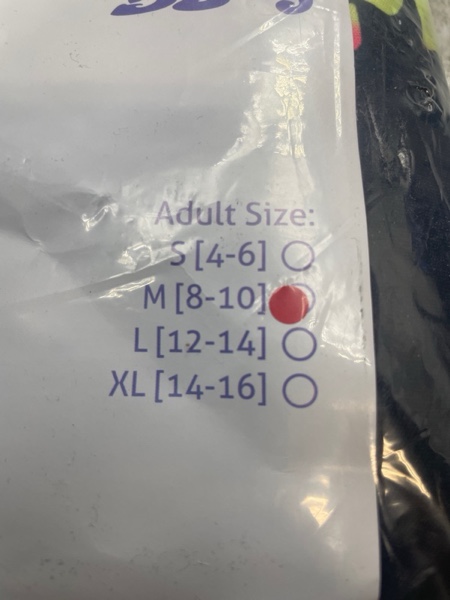 Adult Size:
S [4-6]
M [8-10]
L [12-14]
XL [14-16]